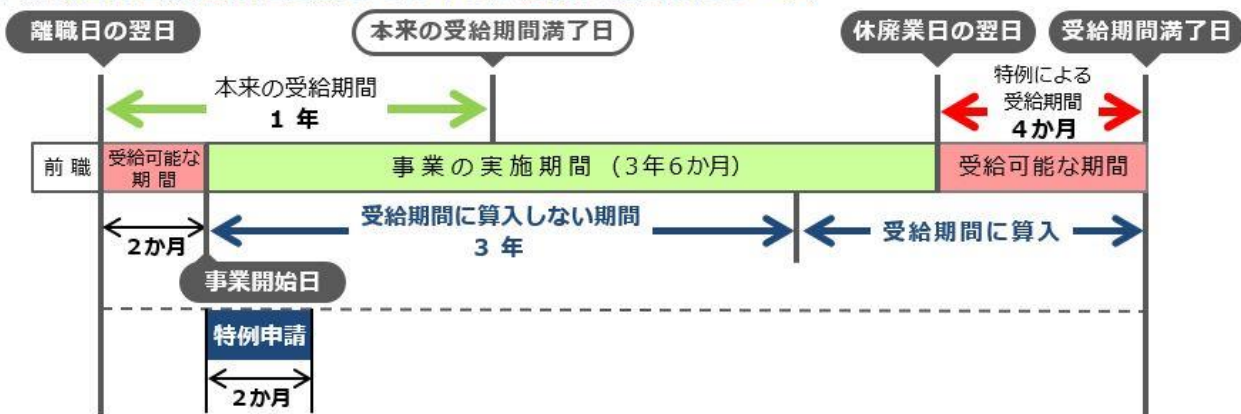 離職日の翌日
本来の受給期間満了日
休廃業日の翌日
受給期間満了日
本来の受給期間
1 年
特例による
受給期間
4か月
前 職
受給可能な
期 間
事業の実施期間（3年6か月）
受給可能な期間
2か月
受給期間に算入しない期間
3 年
受給期間に算入
事業開始日
特例申請
2か月